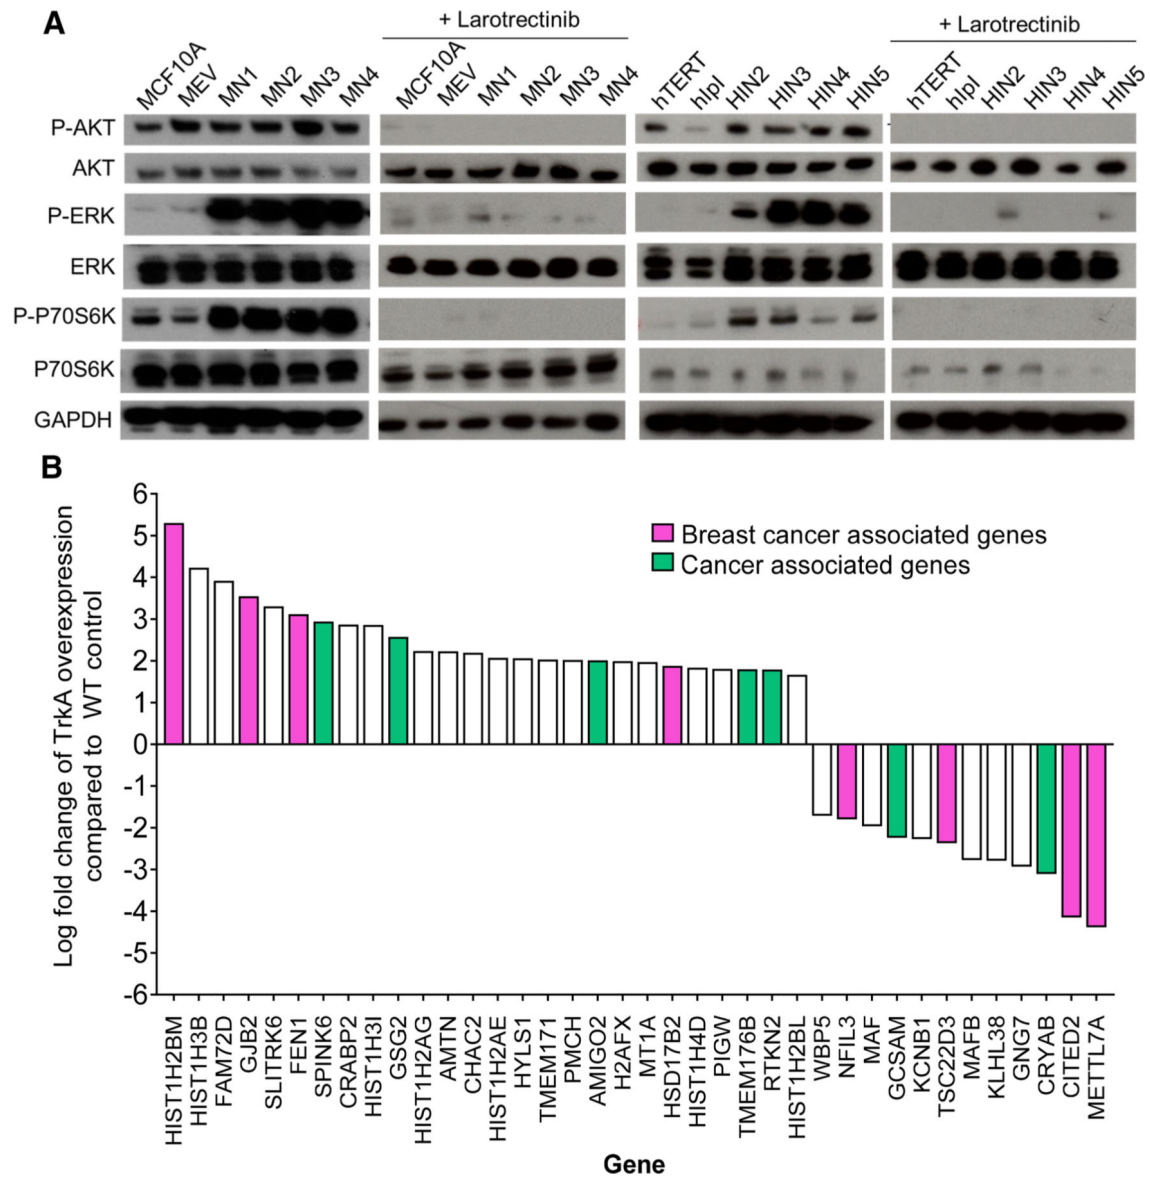 A
+ Larotrectinib
+ Larotrectinib
MCF10A MEV MN1 MN2 MN3 MN4 MCF10A MEV MN1 MN2 MN3 MN4 hTERT hIpI HIN2 HIN3 HIN4 HIN5 hTERT hIpI HIN2 HIN3 HIN4 HIN5
P-AKT
AKT
P-ERK
ERK
P-P70S6K
P70S6K
GAPDH
B
Log fold change of TrkA overexpression
compared to WT control
6
5
4
3
2
1
0
-1
-2
-3
-4
-5
-6
Breast cancer associated genes
Cancer associated genes
HIST1H2BM
HIST1H3B
FAM72D
GJB2
SLITRK6
FEN1
SPINK6
CRABP2
HIST1H3I
GSG2
HIST1H2AG
AMTN
CHAC2
HIST1H2AE
HYLS1
TMEM171
PMCH
AMIGO2
H2AFX
MT1A
HSD17B2
HIST1H4D
PIGW
TMEM176B
RTKN2
HIST1H2BL
WBP5
NFIL3
MAF
GCSAM
KCNB1
TSC22D3
MAFB
KLHL38
GNG7
CRYAB
CITED2
METTL7A
Gene